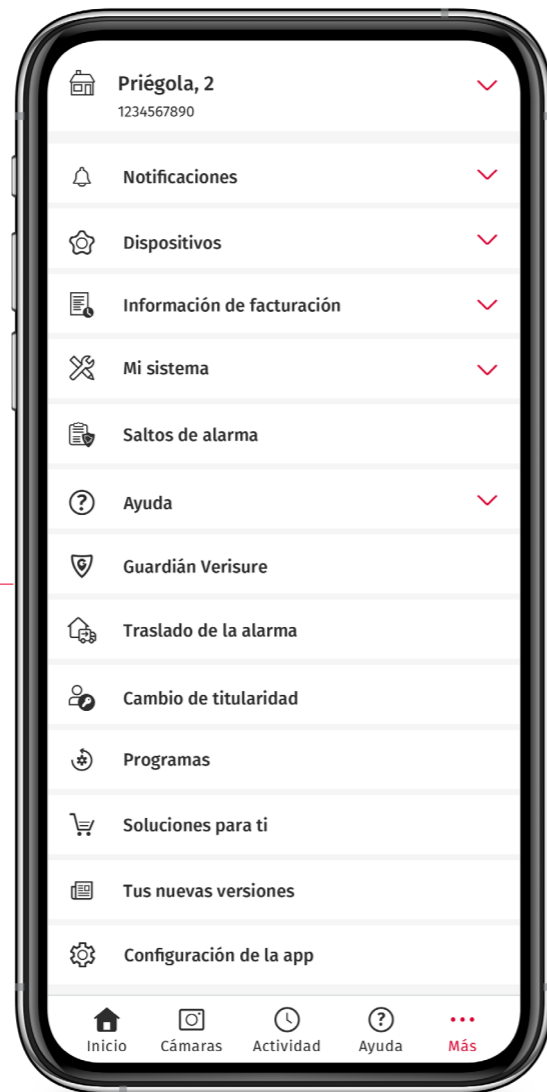 Priégola, 2
1234567890
Notificaciones
Dispositivos
Información de facturación
Mi sistema
Saltos de alarma
Ayuda
Guardián Verisure
Traslado de la alarma
Cambio de titularidad
Programas
Soluciones para ti
Tus nuevas versiones
Configuración de la app
Inicio Cámaras Actividad Ayuda Más